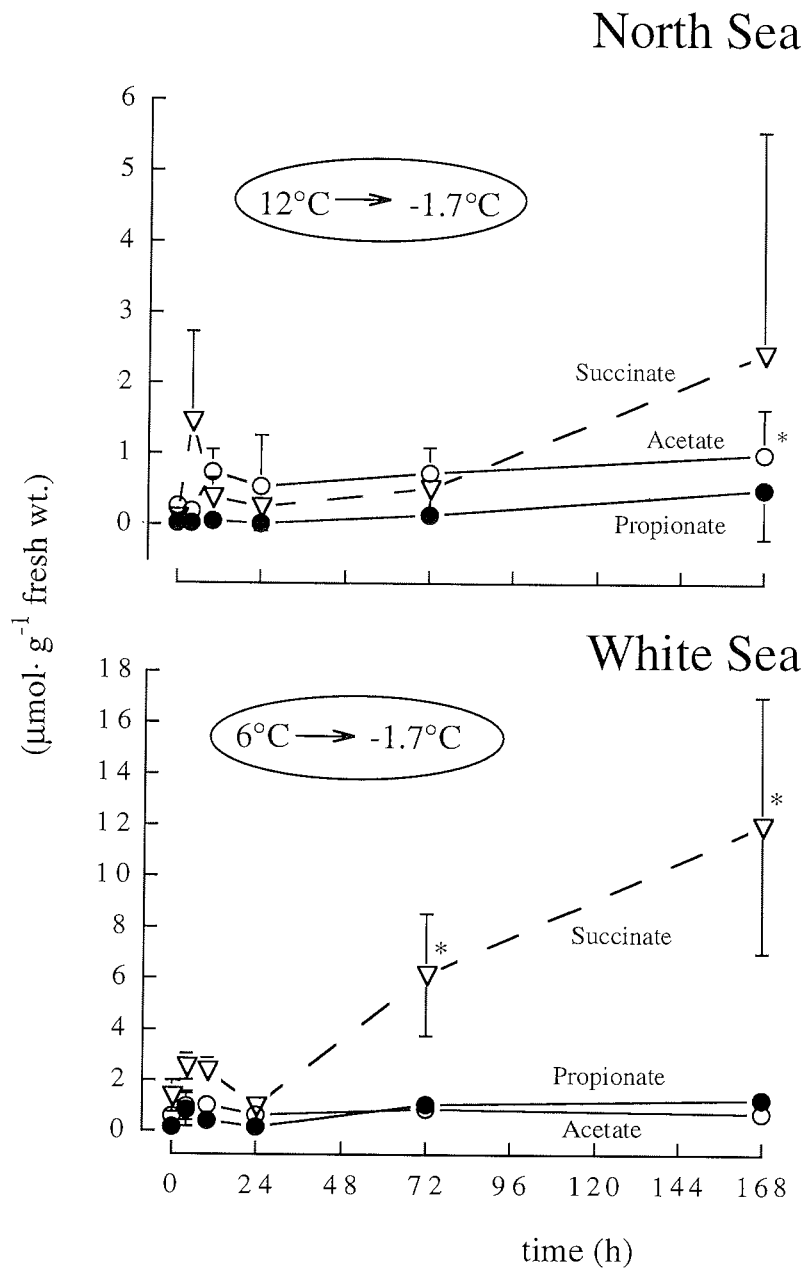 North Sea
6
5
4
3
2
1
0
12°C → -1.7°C
Succinate
Acetate
*
Propionate
(µmol· g⁻¹ fresh wt.)
White Sea
18
16
14
12
10
8
6
4
2
0
6°C → -1.7°C
*
*
Succinate
Propionate
Acetate
0 24 48 72 96 120 144 168
time (h)